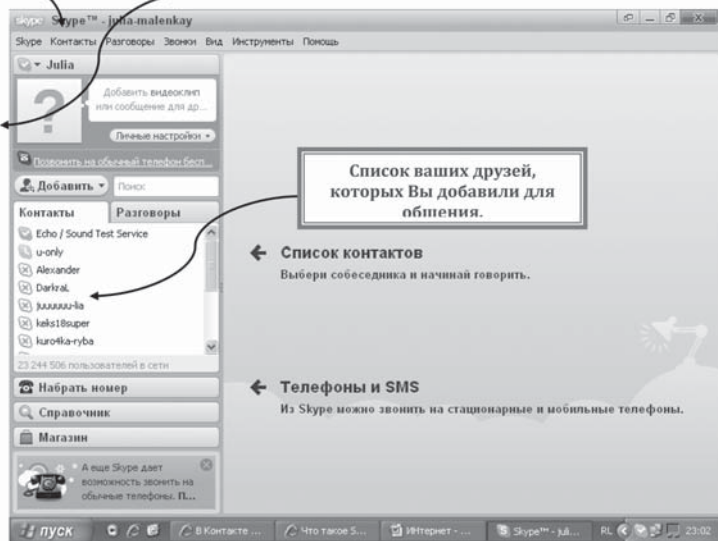 Skype™ - julia-malenkay
Skype Контакты Разговоры Звонки Вид Инструменты Помощь
Julia
Добавить видеоклип
или сообщение для др...
Личные настройки
Позвонить на обычный телефон бесп...
Добавить
Поиск
Контакты Разговоры
Echo / Sound Test Service
u-only
Alexander
DarkraL
juuuuuu-lia
keks18super
kuro4ka-ryba
23 244 506 пользователей в сети
Набрать номер
Справочник
Магазин
А еще Skype дает
возможность звонить на
обычные телефоны. П...
Список ваших друзей,
которых Вы добавили для
общения.
Список контактов
Выбери собеседника и начинай говорить.
Телефоны и SMS
Из Skype можно звонить на стационарные и мобильные телефоны.
пуск
В Контакте ...
Что такое S...
Интернет - ...
Skype™ - juli...
RL
23:02